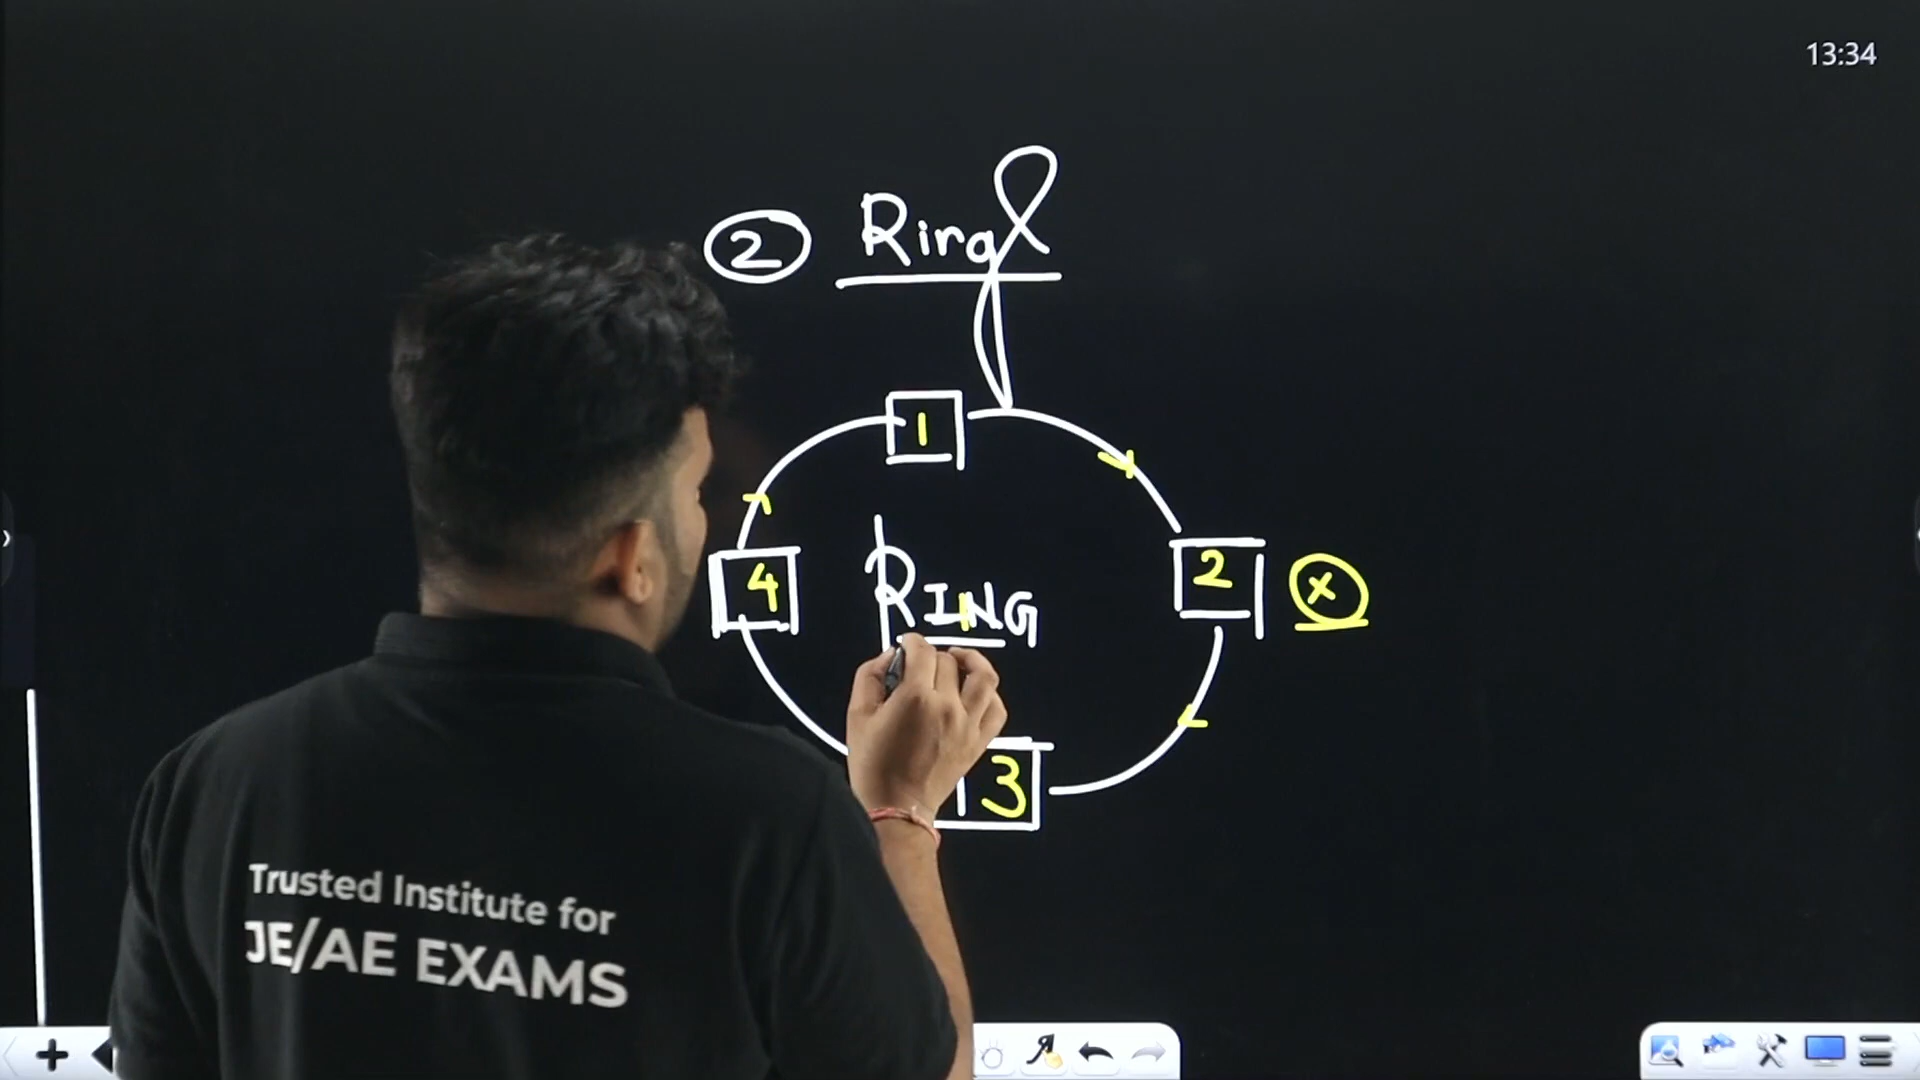 13:34
② Ring
1
4
RING
2 ⓧ
3
Trusted Institute for
JE/AE EXAMS